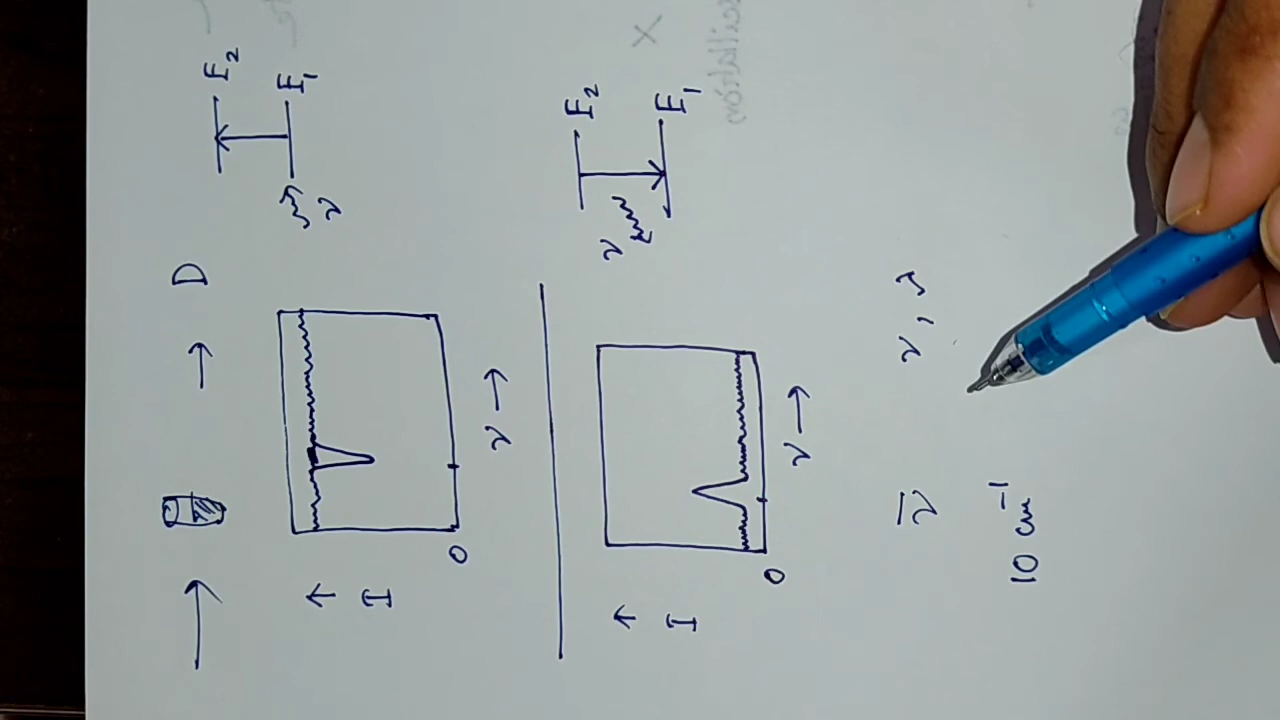 → → D
E₂
E₁
ν
↑
I
0
ν →
E₂
E₁
ν
↑
I
0
ν →
ν̄ ν, λ
10 cm⁻¹